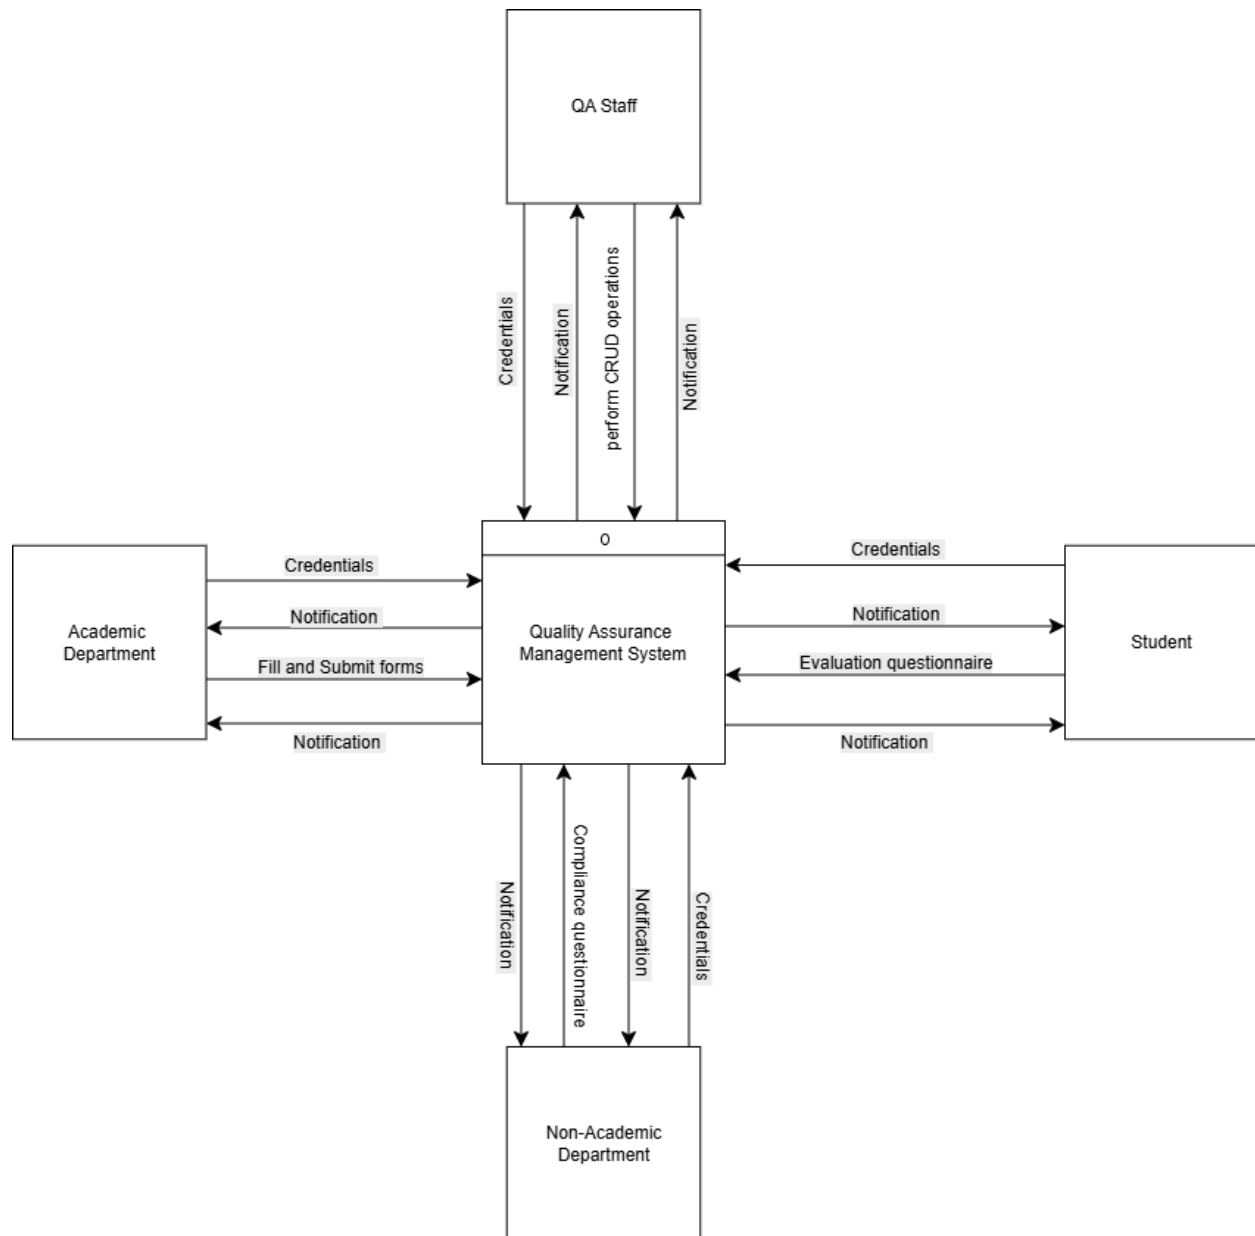 QA Staff
Credentials
Notification
perform CRUD operations
Notification
0
Quality Assurance
Management System
Academic
Department
Credentials
Notification
Fill and Submit forms
Notification
Credentials
Notification
Evaluation questionnaire
Notification
Student
Notification
Compliance questionnaire
Notification
Credentials
Non-Academic
Department